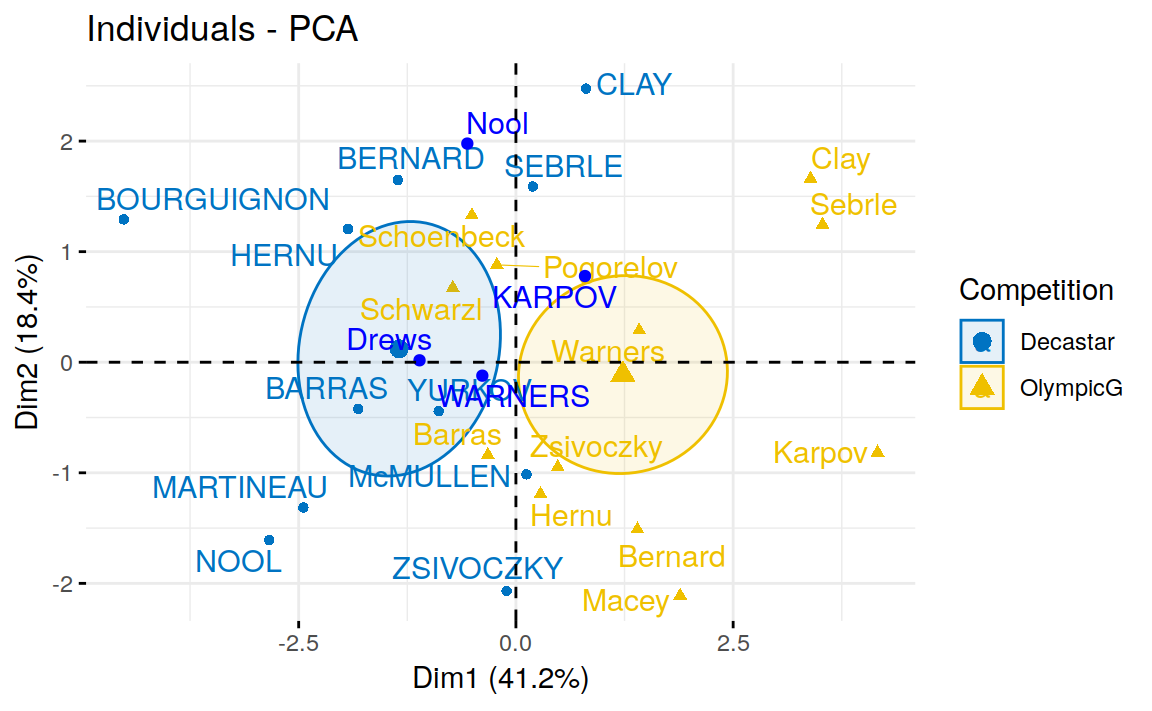 Individuals - PCA
CLAY
Nool
BERNARD
SEBRLE
Clay
BOURGUIGNON
Sebrle
HERNU
Schoenbeck
Pogorelov
KARPOV
Schwarzl
Drews
Warners
BARRAS
YURKOV
WARNERS
Barras
Zsivoczky
Karpov
McMULLEN
MARTINEAU
Hernu
NOOL
ZSIVOCZKY
Bernard
Macey
2
1
0
-1
-2
Dim2 (18.4%)
-2.5
0.0
2.5
Dim1 (41.2%)
Competition
Decastar
OlympicG